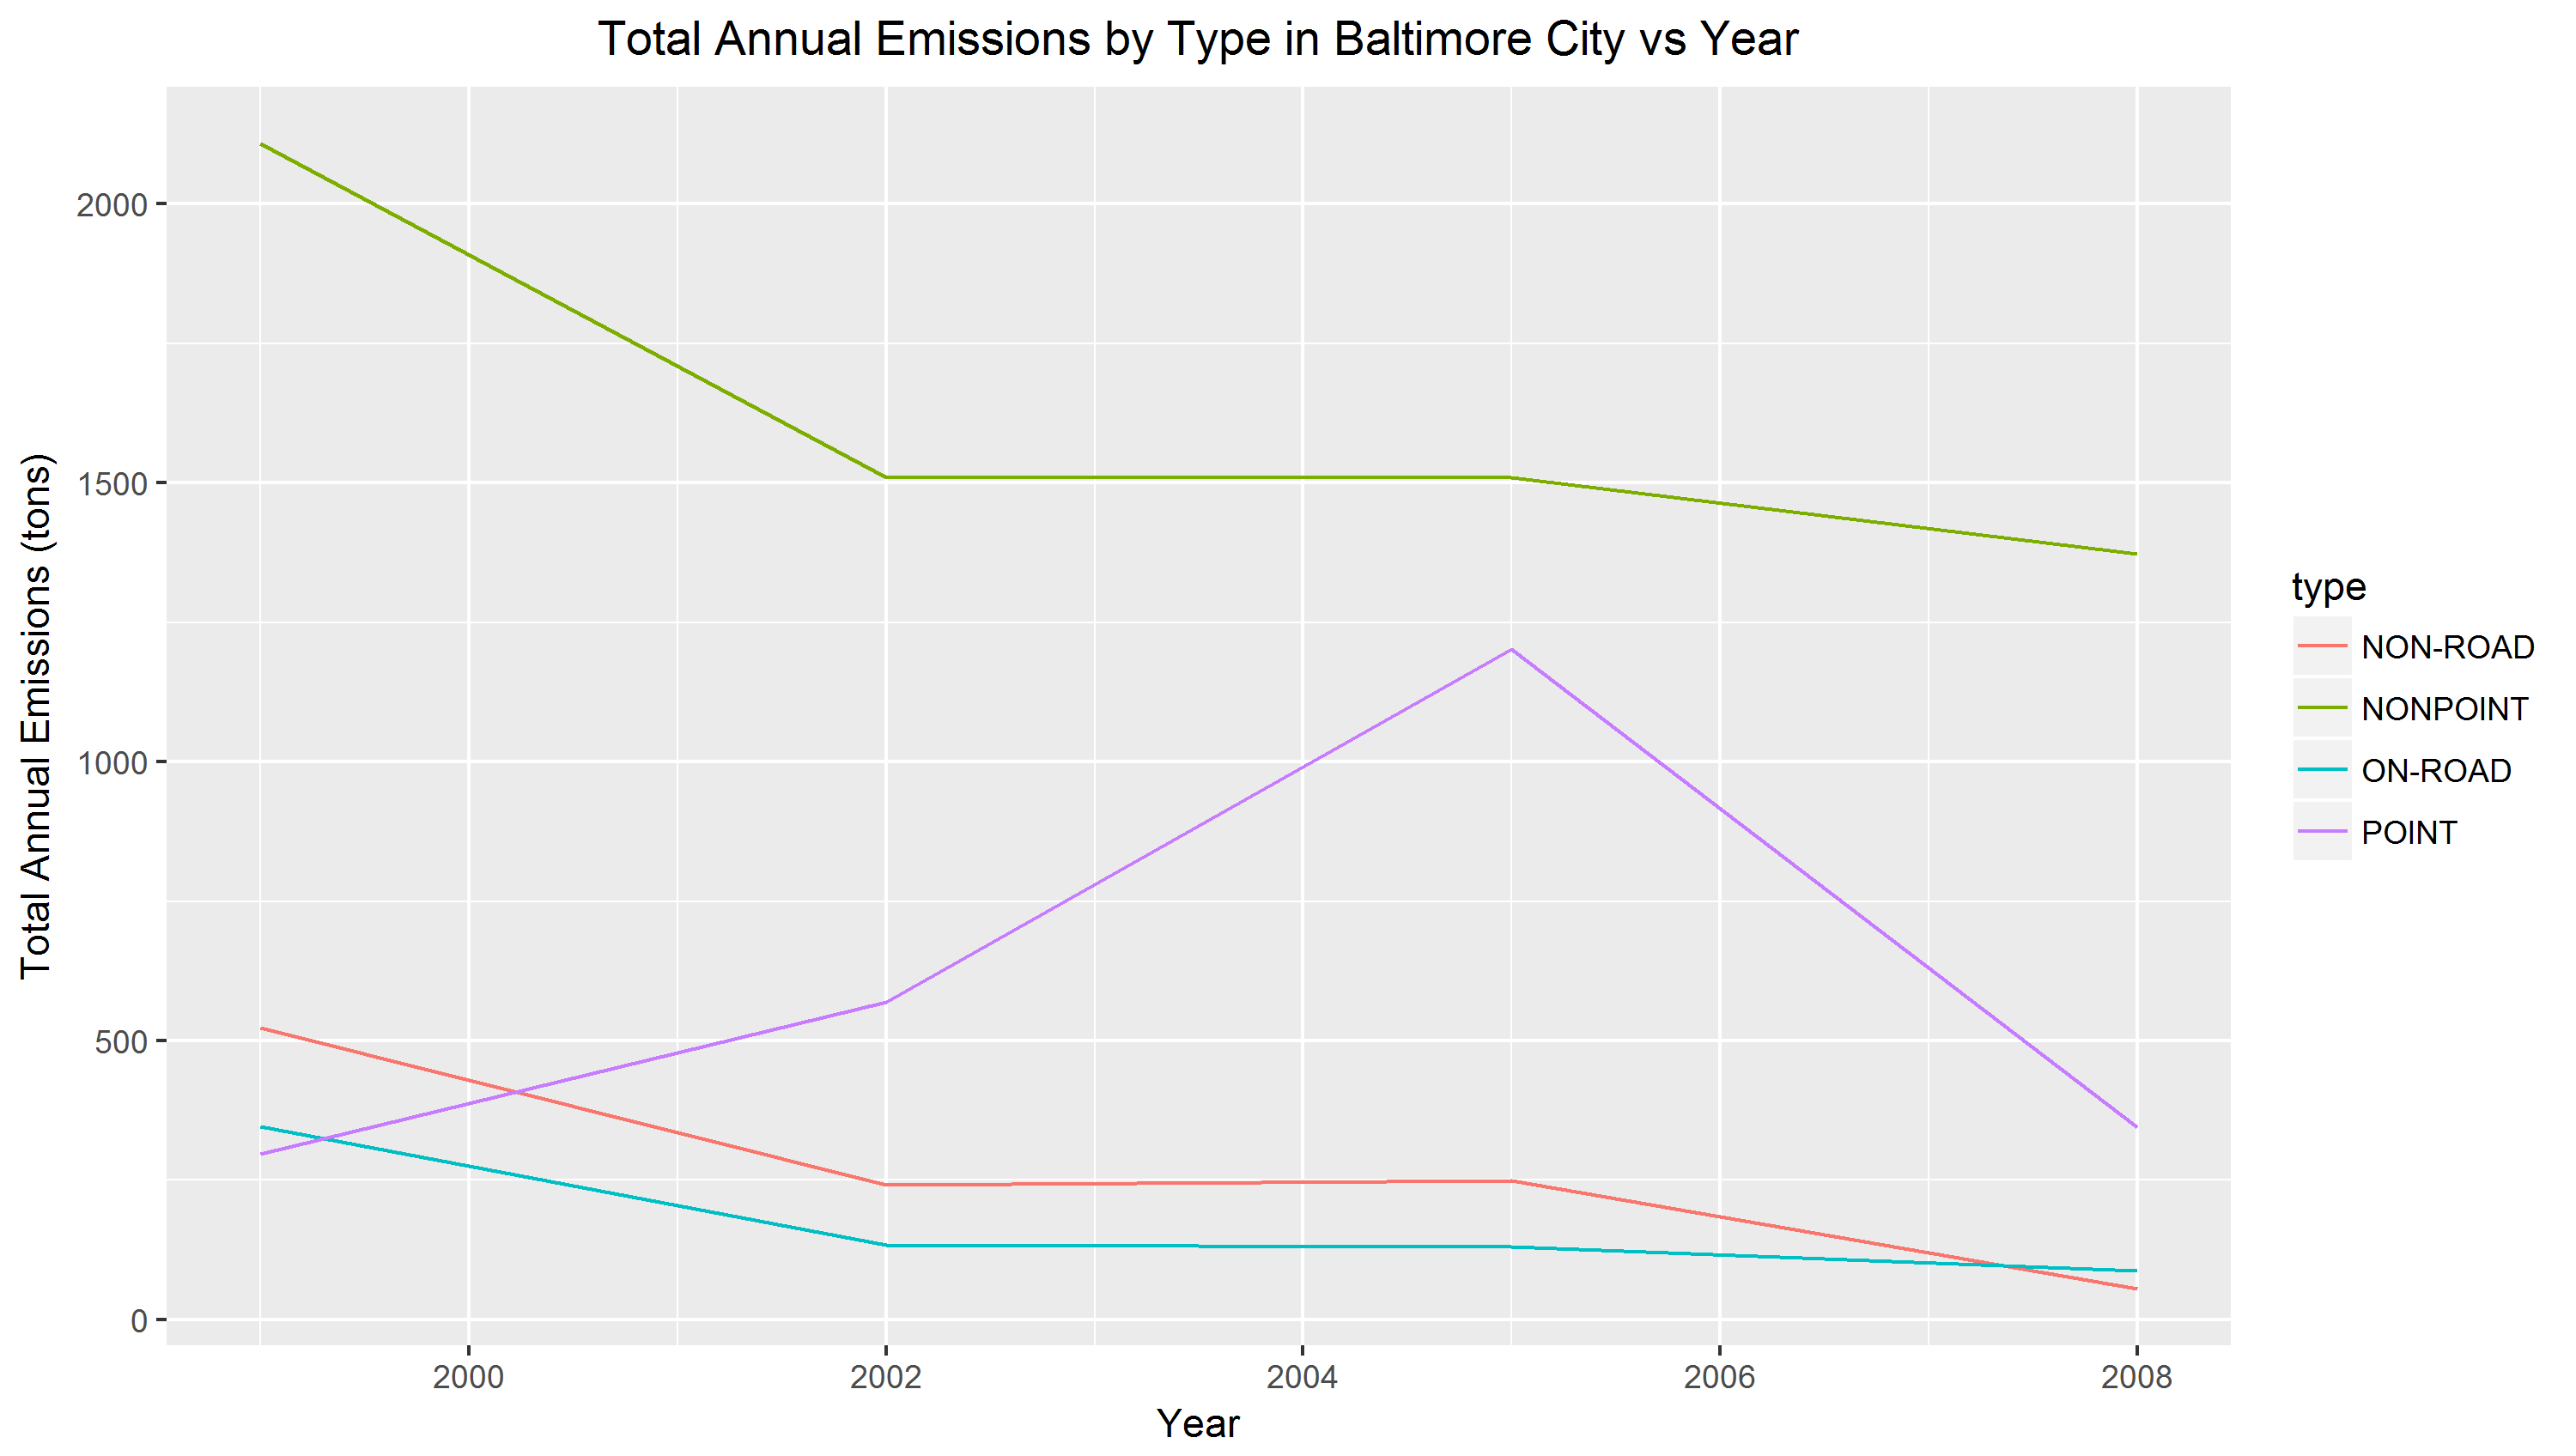 Total Annual Emissions by Type in Baltimore City vs Year
Total Annual Emissions (tons)
2000
1500
1000
500
0
2000 2002 2004 2006 2008
Year
type
NON-ROAD
NONPOINT
ON-ROAD
POINT